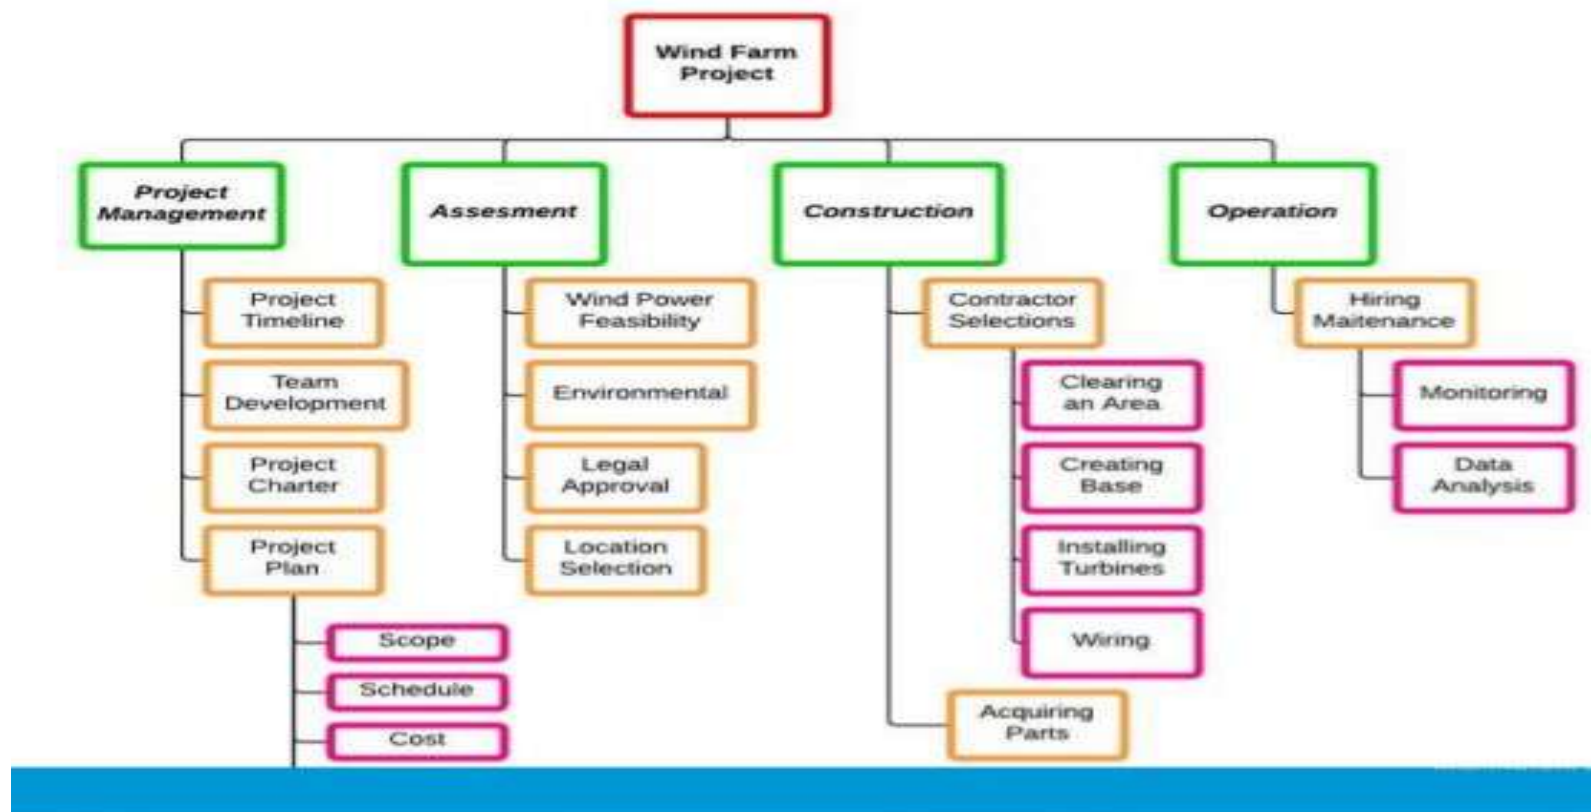 Wind Farm
Project
Project
Management
Assesment
Construction
Operation
Project
Timeline
Team
Development
Project
Charter
Project
Plan
Scope
Schedule
Cost
Wind Power
Feasibility
Environmental
Legal
Approval
Location
Selection
Contractor
Selections
Clearing
an Area
Creating
Base
Installing
Turbines
Wiring
Acquiring
Parts
Hiring
Maitenance
Monitoring
Data
Analysis